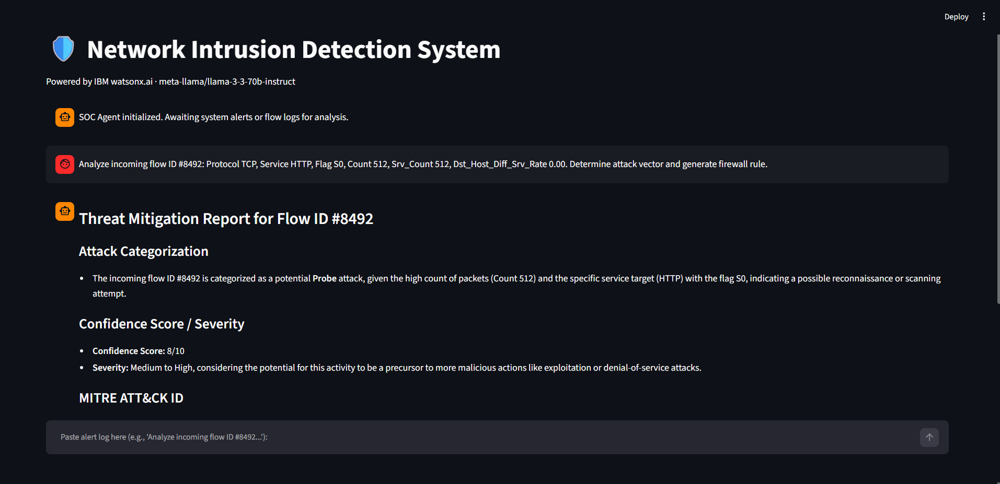 Deploy
Network Intrusion Detection System
Powered by IBM watsonx.ai · meta-llama/llama-3-3-70b-instruct
SOC Agent initialized. Awaiting system alerts or flow logs for analysis.
Analyze incoming flow ID #8492: Protocol TCP, Service HTTP, Flag S0, Count 512, Srv_Count 512, Dst_Host_Diff_Srv_Rate 0.00. Determine attack vector and generate firewall rule.
Threat Mitigation Report for Flow ID #8492
Attack Categorization
• The incoming flow ID #8492 is categorized as a potential Probe attack, given the high count of packets (Count 512) and the specific service target (HTTP) with the flag S0, indicating a possible reconnaissance or scanning
attempt.
Confidence Score / Severity
• Confidence Score: 8/10
• Severity: Medium to High, considering the potential for this activity to be a precursor to more malicious actions like exploitation or denial-of-service attacks.
MITRE ATT&CK ID
Paste alert log here (e.g., 'Analyze incoming flow ID #8492...'):